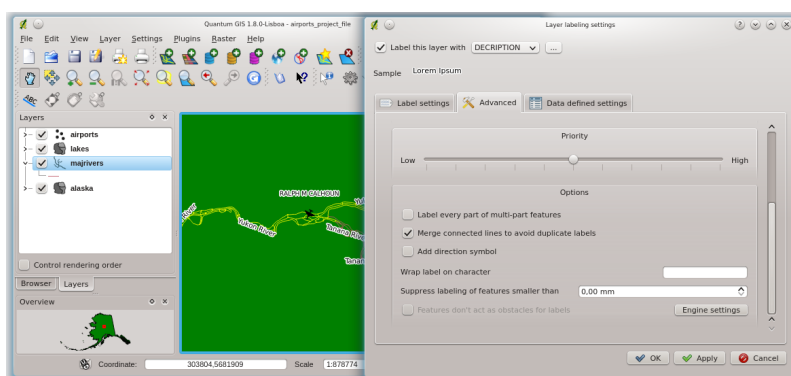 Quantum GIS 1.8.0-Lisboa - airports_project_file
File Edit View Layer Settings Plugins Raster Help
Layers
airports
lakes
majrivers
alaska
Control rendering order
Browser Layers
Overview
RALPH M CALHOUN
Yukon River
River
Tanana Rive
Tanan
Coordinate: 303804,5681909 Scale 1:878774
Layer labeling settings
Label this layer with DECRIPTION ...
Sample Lorem Ipsum
Label settings Advanced Data defined settings
Priority
Low High
Options
Label every part of multi-part features
Merge connected lines to avoid duplicate labels
Add direction symbol
Wrap label on character
Suppress labeling of features smaller than 0,00 mm
Features don't act as obstacles for labels Engine settings
OK Apply Cancel